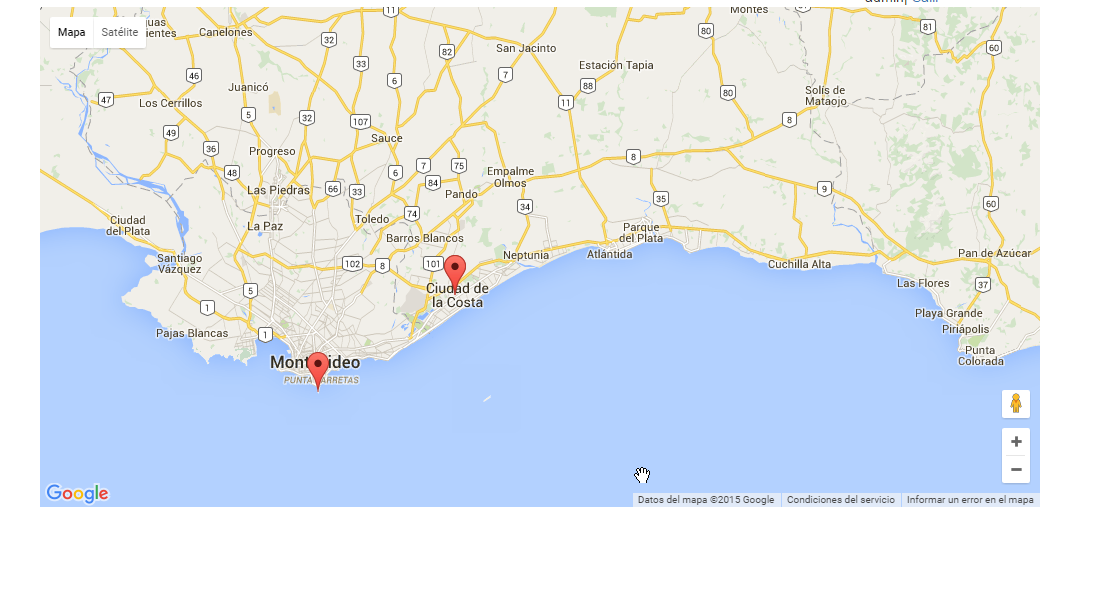 admin| Salir
Mapa
Satélite
Canelones
11
Montes
81
32
80
60
82
San Jacinto
33
Estación Tapia
46
6
7
88
Juanicó
80
Solís de
Mataojo
47
Los Cerrillos
11
5
32
107
8
49
Sauce
36
Progreso
8
7
75
48
6
Empalme
Olmos
84
Las Piedras
66
33
Pando
9
35
34
60
74
Ciudad
del Plata
La Paz
Toledo
Parque
del Plata
Barros Blancos
Neptunia
Atlántida
Pan de Azúcar
Santiago
Vázquez
102
8
101
Cuchilla Alta
Ciudad de
la Costa
Las Flores
37
5
1
Playa Grande
Pajas Blancas
1
Piriápolis
Punta
Colorada
Montevideo
PUNTA CARRETAS
+
−
Google
Datos del mapa ©2015 Google
Condiciones del servicio
Informar un error en el mapa